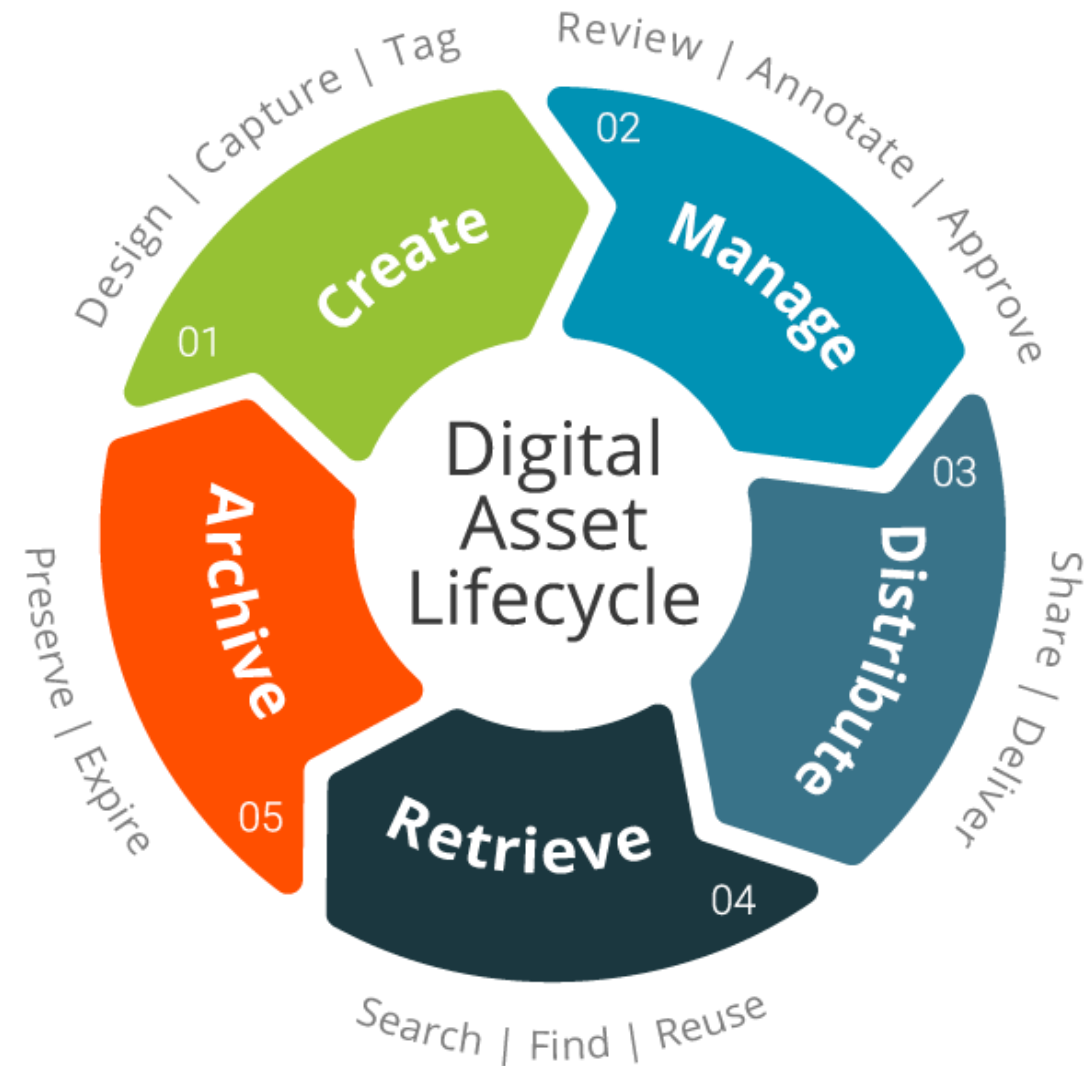 Design | Capture | Tag
01
Create
Review | Annotate | Approve
02
Manage
Digital
Asset
Lifecycle
03
Distribute
Share | Deliver
04
Retrieve
Search | Find | Reuse
05
Archive
Preserve | Expire